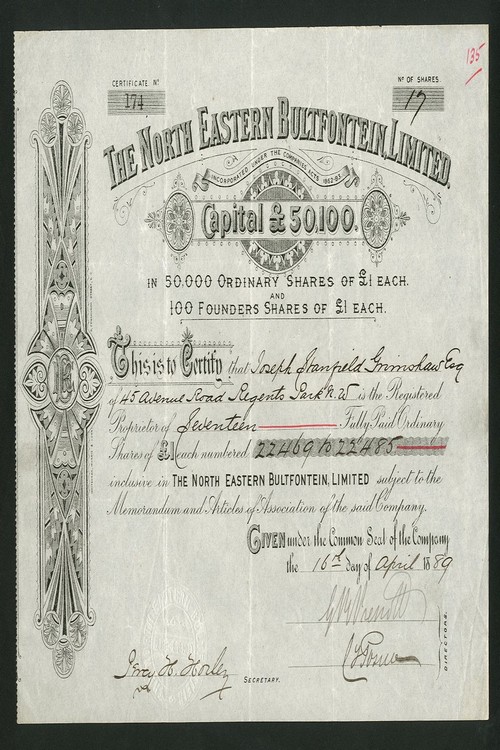 135
CERTIFICATE Nº
174
Nº OF SHARES
17
THE NORTH EASTERN BULTFONTEIN, LIMITED.
INCORPORATED UNDER THE COMPANIES ACTS 1862-83.
Capital £50,100.
IN 50,000 ORDINARY SHARES OF £1 EACH.
AND
100 FOUNDERS SHARES OF £1 EACH.
This is to Certify that Joseph Stanfield Grimshaw Esq
of 45 Avenue Road Regents Park N.W is the Registered
Proprietor of Seventeen Fully Paid Ordinary
Shares of £1 each numbered 22469 to 22485
inclusive in THE NORTH EASTERN BULTFONTEIN, LIMITED subject to the
Memorandum and Articles of Association of the said Company.
GIVEN under the Common Seal of the Company
the 16th day of April 1889
DIRECTORS.
Percy H. Horley
SECRETARY.